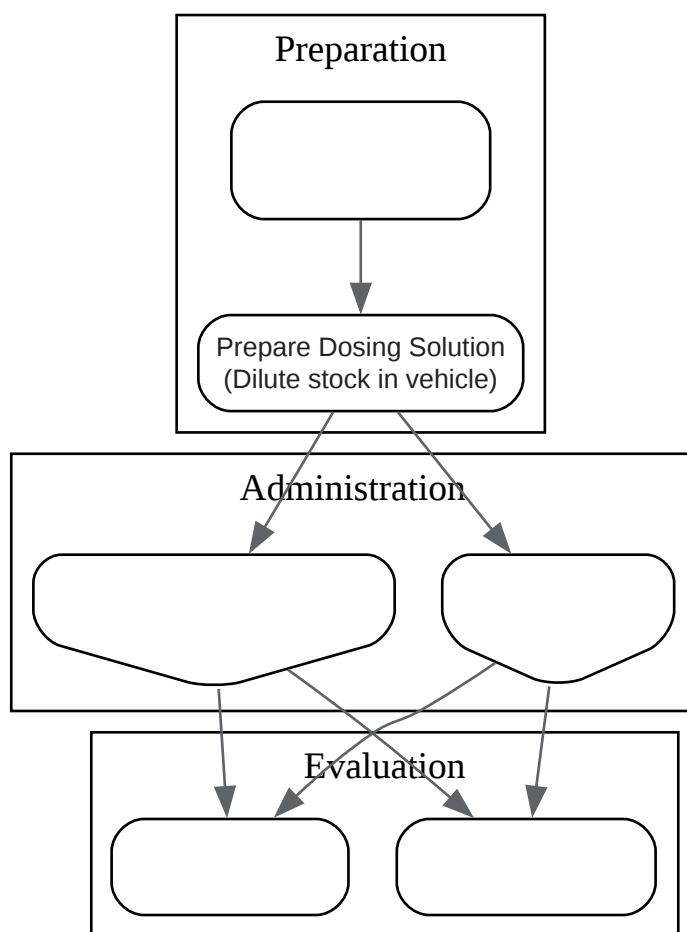 Preparation
Prepare Dosing Solution
(Dilute stock in vehicle)
Administration
Evaluation